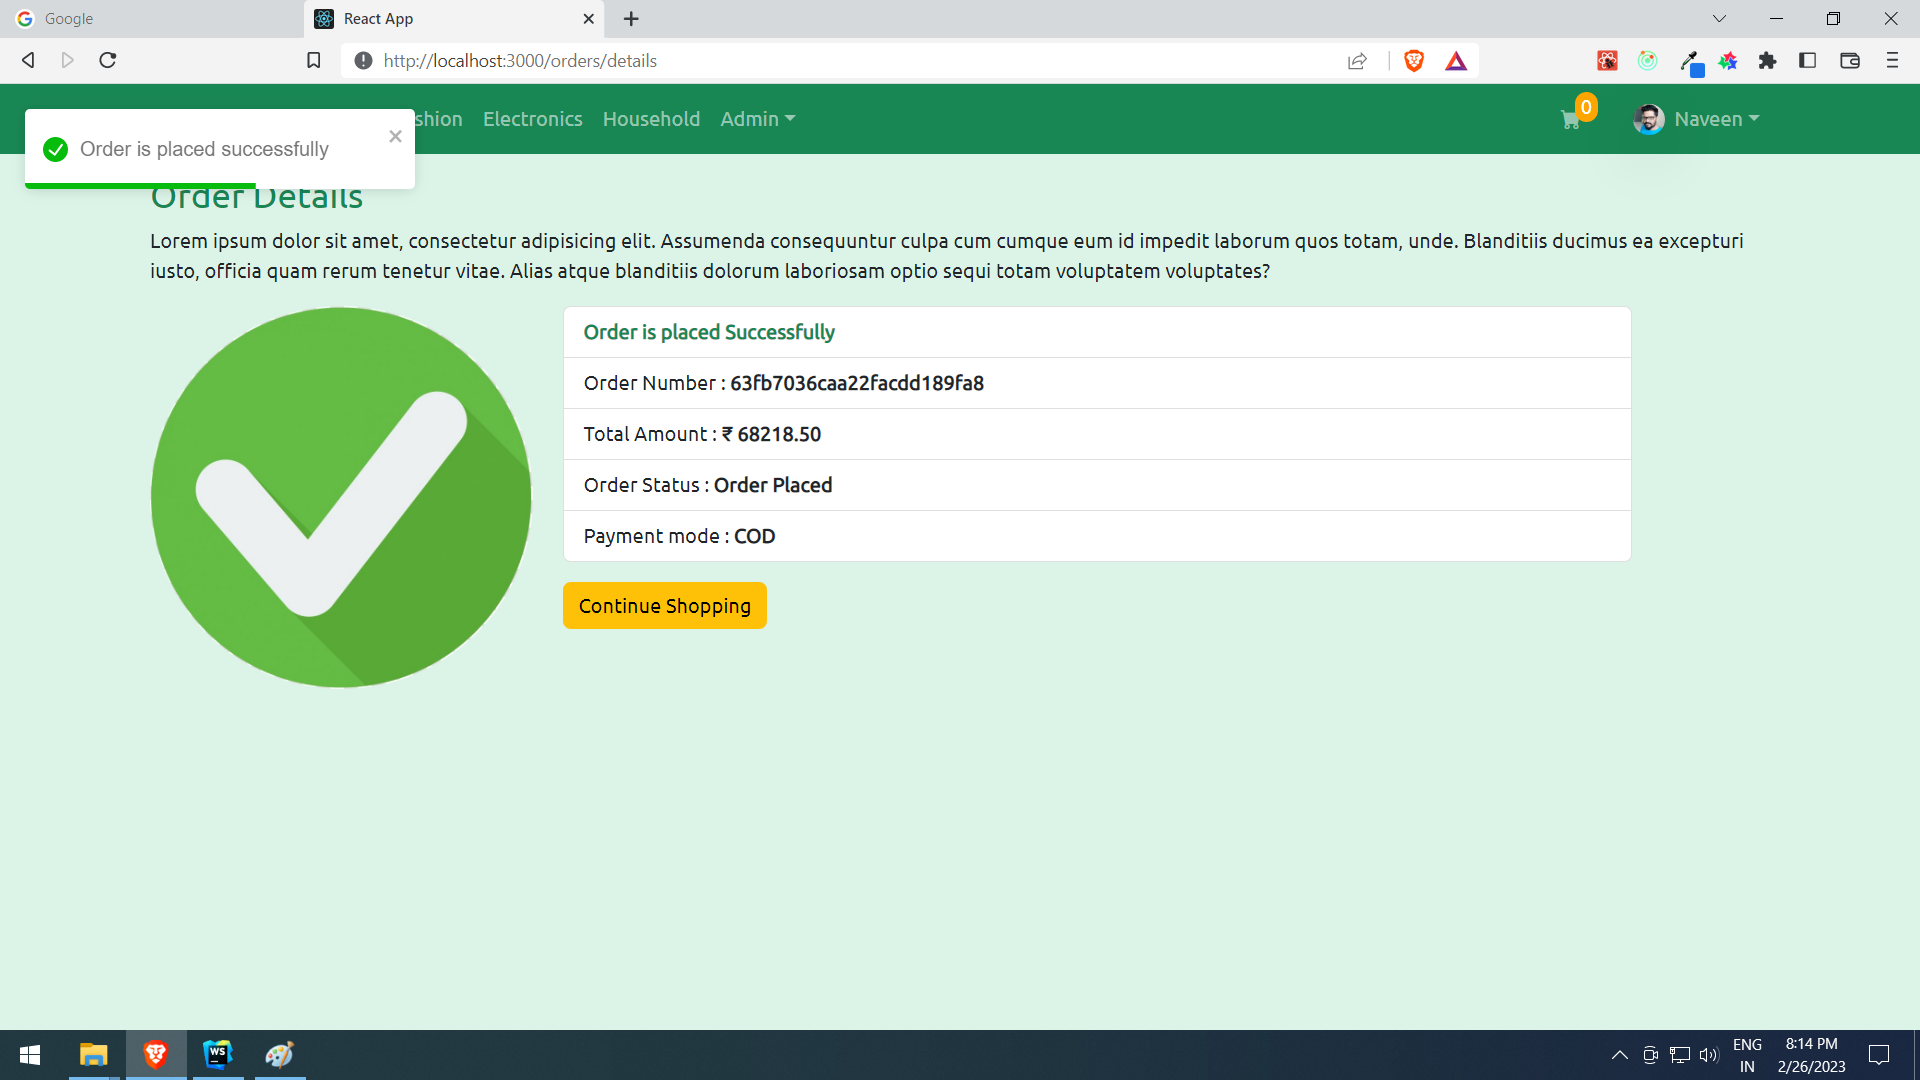 Google
React App
http://localhost:3000/orders/details
shion
Electronics
Household
Admin
0
Naveen
Order is placed successfully
Order Details
Lorem ipsum dolor sit amet, consectetur adipisicing elit. Assumenda consequuntur culpa cum cumque eum id impedit laborum quos totam, unde. Blanditiis ducimus ea excepturi
iusto, officia quam rerum tenetur vitae. Alias atque blanditiis dolorum laboriosam optio sequi totam voluptatem voluptates?
Order is placed Successfully
Order Number : 63fb7036caa22facdd189fa8
Total Amount : ₹ 68218.50
Order Status : Order Placed
Payment mode : COD
Continue Shopping
WS
ENG
IN
8:14 PM
2/26/2023